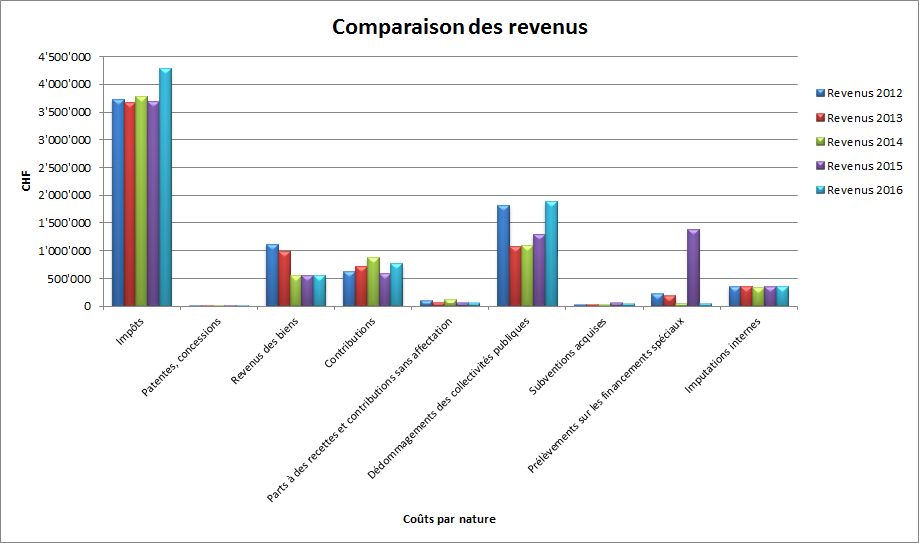 Comparaison des revenus
4'500'000
4'000'000
3'500'000
3'000'000
2'500'000
2'000'000
1'500'000
1'000'000
500'000
0
CHF
Impôts
Patentes, concessions
Revenus des biens
Contributions
Parts à des recettes et contributions sans affectation
Dédommagements des collectivités publiques
Subventions acquises
Prélèvements sur les financements spéciaux
Imputations internes
Coûts par nature
Revenus 2012
Revenus 2013
Revenus 2014
Revenus 2015
Revenus 2016